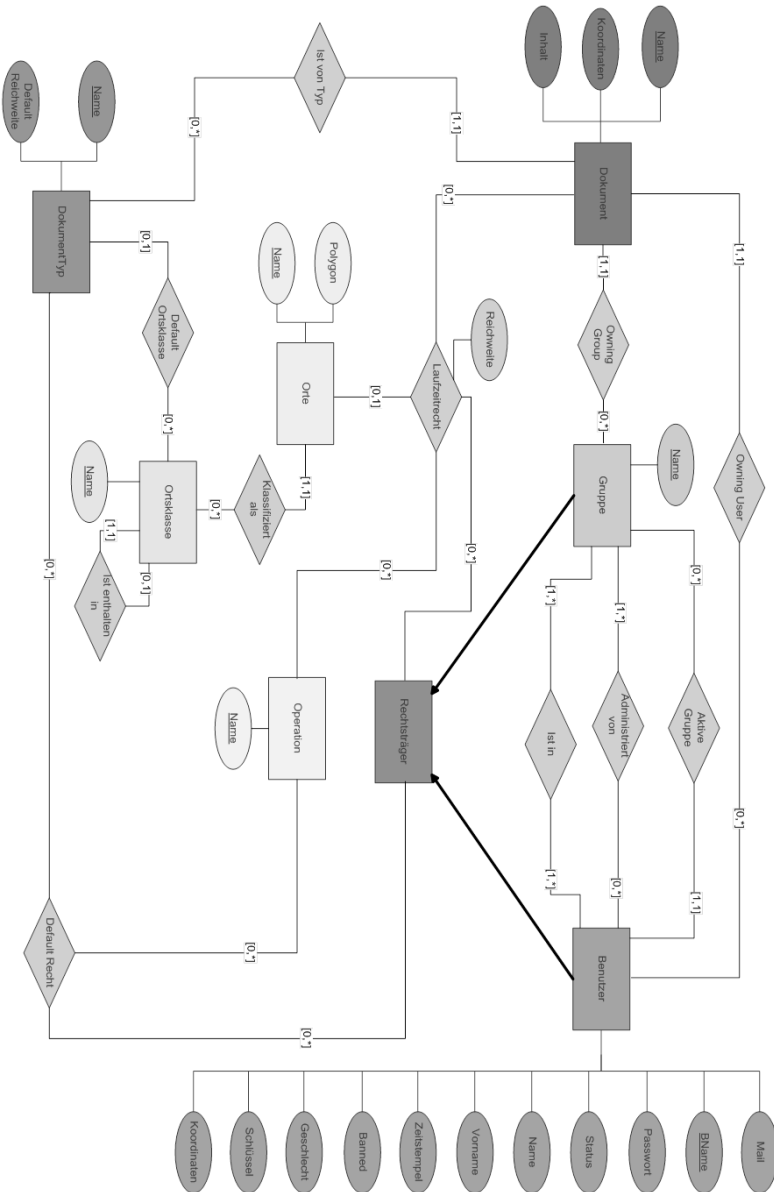 Mail
[1,1]
Owning User
[0,*]
BName
[0,*]
Aktive
Gruppe
[1,1]
Name
Name
Passwort
[1,*]
Administriert
von
[0,*]
Koordinaten
Dokument
[1,1]
Owning
Group
[0,*]
Gruppe
Benutzer
Status
Inhalt
[1,*]
Ist in
[1,*]
Name
Reichweite
Vorname
[1,1]
[0,*]
Laufzeitrecht
[0,*]
[0,*]
Rechtsträger
Zeitstempel
Ist von Typ
Polygon
[0,1]
Banned
Name
Orte
[1,1]
Operation
[0,*]
Geschlecht
[0,*]
Klassifiziert
als
[0,*]
Name
Schlüssel
Default
Ortsklasse
[0,*]
Ortsklasse
Koordinaten
[0,1]
Name
[1,1]
[0,1]
Ist enthalten
in
Name
DokumentTyp
[0,*]
Default Recht
[0,*]
Default
Reichweite